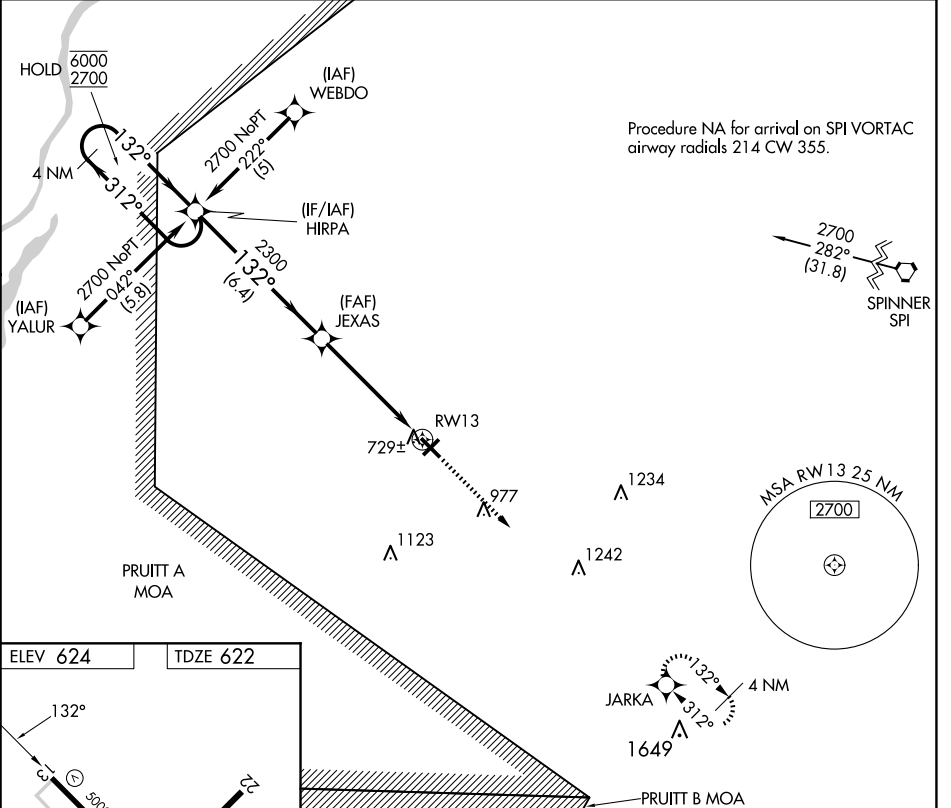 HOLD 6000
2700
4 NM
132°
312°
(IAF)
WEBDO
2700 NoPT
222°
(5)
(IF/IAF)
HIRPA
2700 NoPT
042°
(5.8)
(IAF)
YALUR
2300
132°
(6.4)
(FAF)
JEXAS
Procedure NA for arrival on SPI VORTAC
airway radials 214 CW 355.
2700
282°
(31.8)
SPINNER
SPI
RW13
729±
977
1234
1123
1242
MSA RW13 25 NM
2700
PRUITT A
MOA
JARKA
132°
312°
4 NM
1649
PRUITT B MOA
ELEV 624
TDZE 622
132°
13
V
22